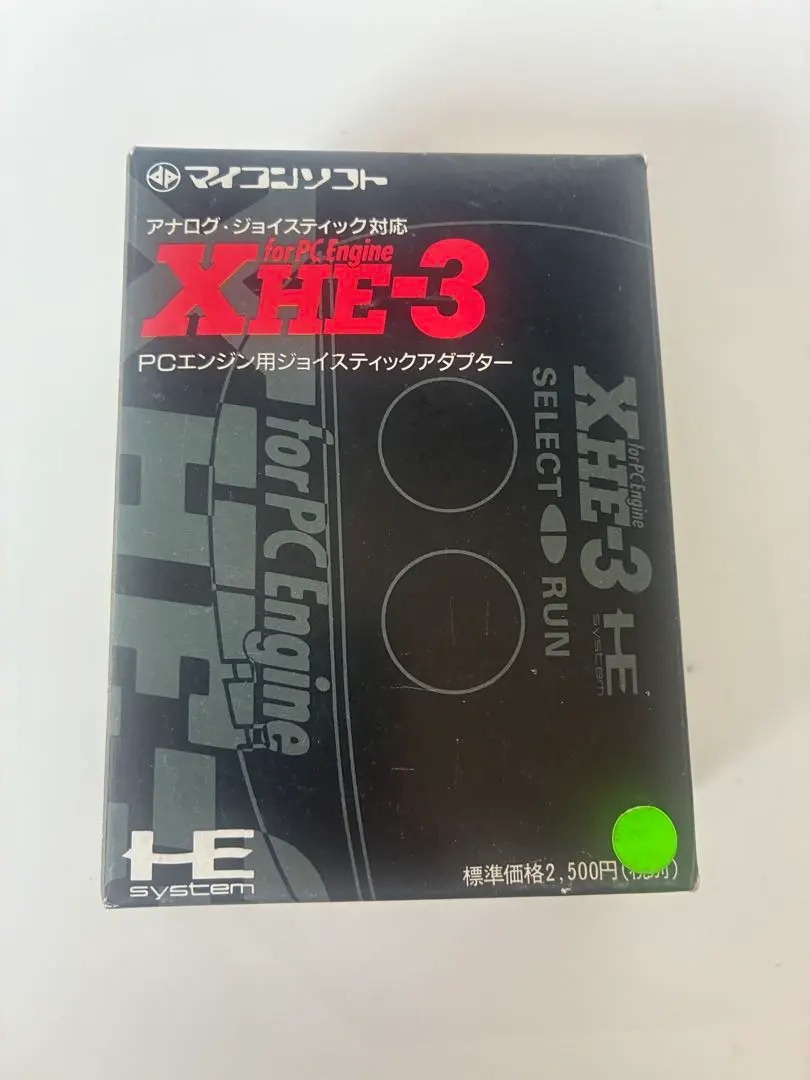 マイコンソフト
アナログ・ジョイスティック対応
for PC Engine
XHE-3
PCエンジン用ジョイスティックアダプター
for PC Engine
SELECT RUN
XHE-3
for PC Engine
HE
system
HE
system
標準価格2,500円(税別)